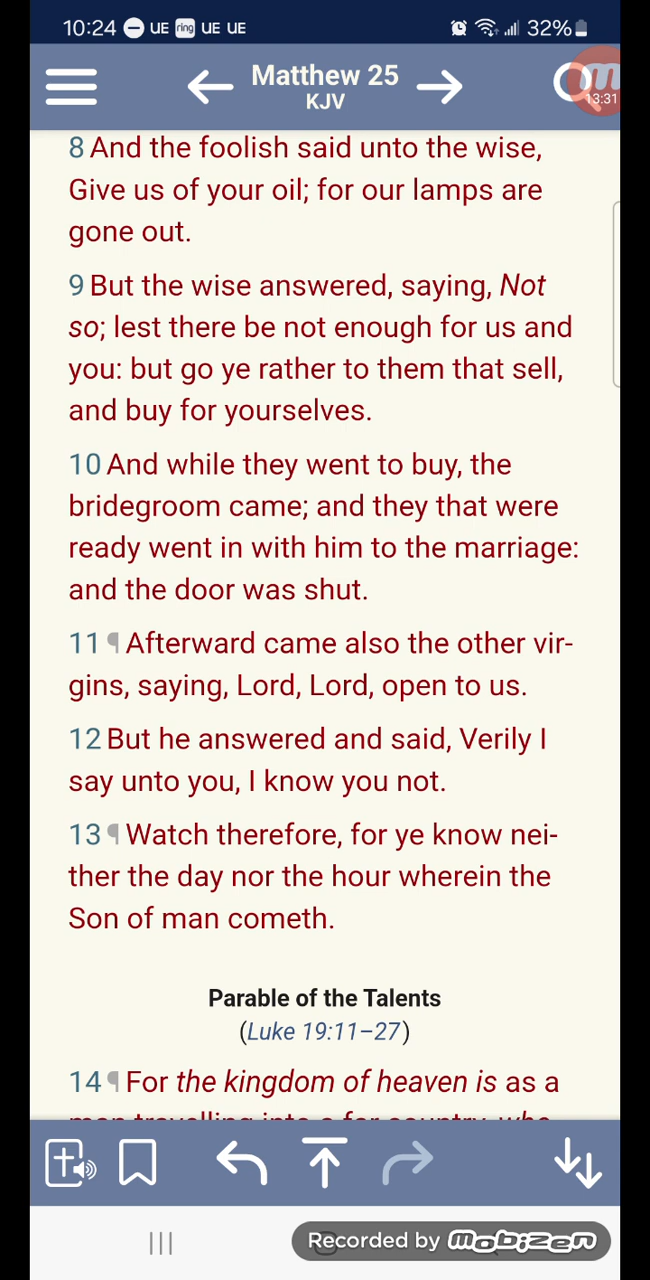 10:24 UE ring UE UE 32%
Matthew 25
KJV
13:31
8 And the foolish said unto the wise,
Give us of your oil; for our lamps are
gone out.
9 But the wise answered, saying, Not
so; lest there be not enough for us and
you: but go ye rather to them that sell,
and buy for yourselves.
10 And while they went to buy, the
bridegroom came; and they that were
ready went in with him to the marriage:
and the door was shut.
11 ¶ Afterward came also the other vir-
gins, saying, Lord, Lord, open to us.
12 But he answered and said, Verily I
say unto you, I know you not.
13 ¶ Watch therefore, for ye know nei-
ther the day nor the hour wherein the
Son of man cometh.
Parable of the Talents
(Luke 19:11–27)
14 ¶ For the kingdom of heaven is as a
man travelling into a far country, who
Recorded by mobizen